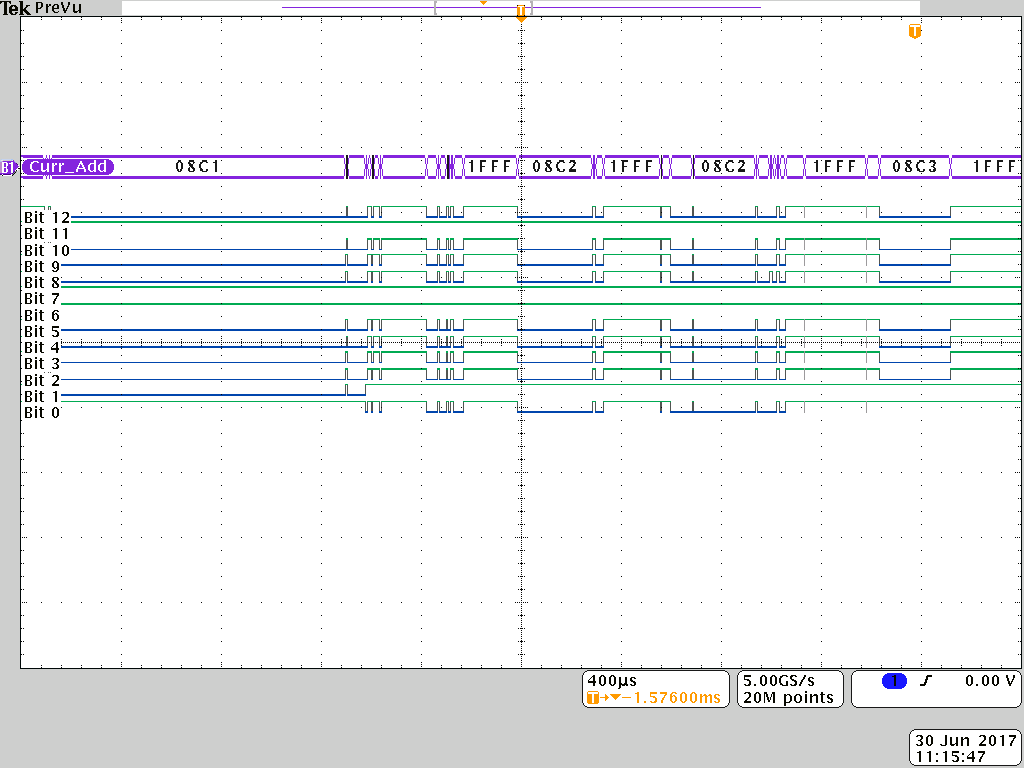 Tek PreVu
T
T
B1 Curr_Add 08C1 1FFF 08C2 1FFF 08C2 1FFF 08C3 1FFF
Bit 12
Bit 11
Bit 10
Bit 9
Bit 8
Bit 7
Bit 6
Bit 5
Bit 4
Bit 3
Bit 2
Bit 1
Bit 0
400µs 5.00GS/s 1 0.00 V
T→▼−1.57600ms 20M points
30 Jun 2017
11:15:47